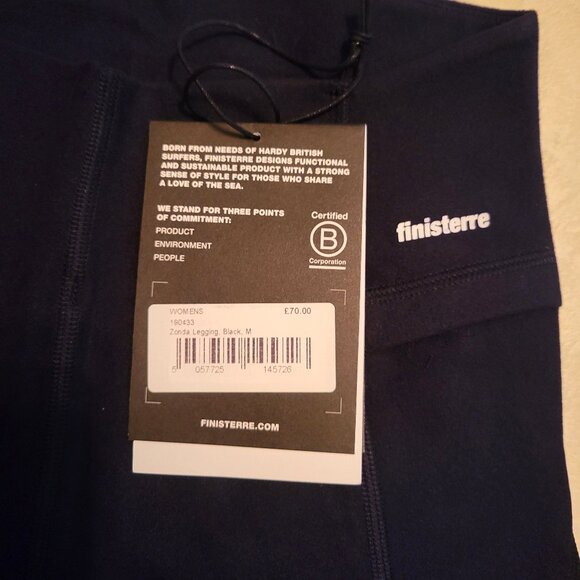 BORN FROM NEEDS OF HARDY BRITISH
SURFERS, FINISTERRE DESIGNS FUNCTIONAL
AND SUSTAINABLE PRODUCT WITH A STRONG
SENSE OF STYLE FOR THOSE WHO SHARE
A LOVE OF THE SEA.
WE STAND FOR THREE POINTS
OF COMMITMENT:
PRODUCT
ENVIRONMENT
PEOPLE
Certified
B
Corporation
finisterre
WOMENS £70.00
190433
Zonda Legging, Black, M
5 057725 145726
FINISTERRE.COM